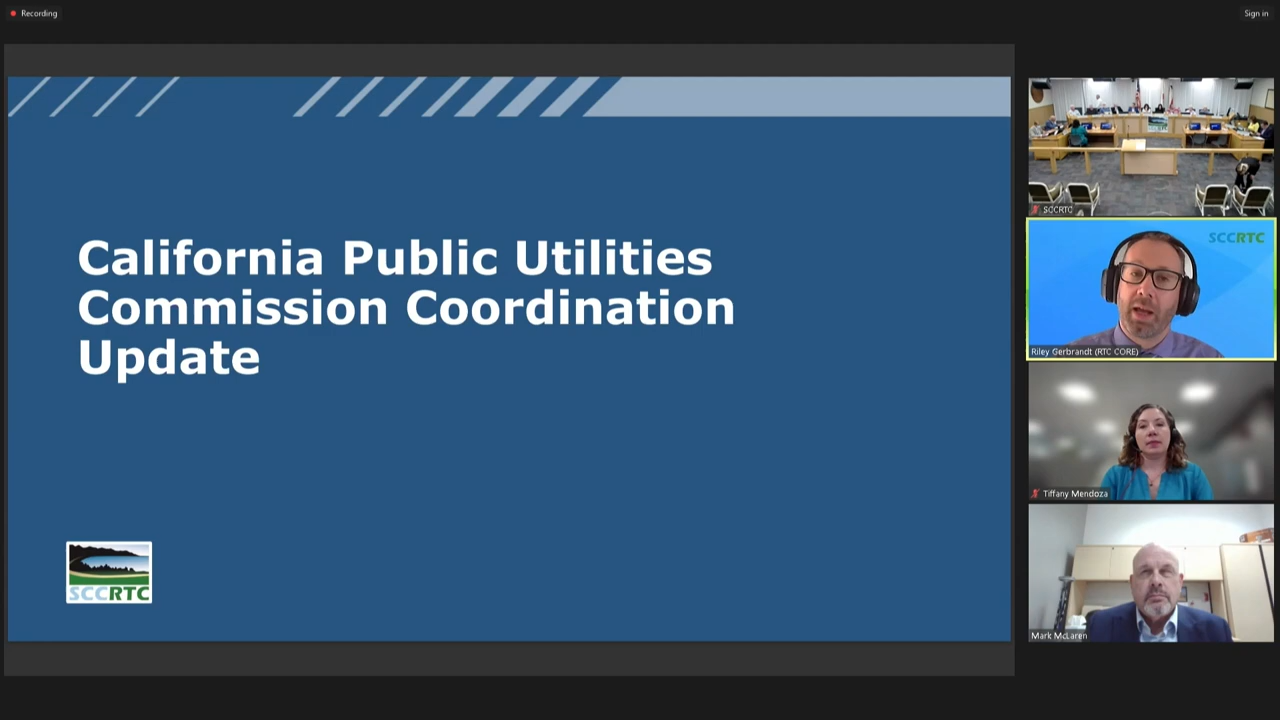 Recording
Sign in
California Public Utilities
Commission Coordination
Update
SCCRTC
SCCRTC
SCCRTC
Riley Gerbrandt (RTC CORE)
Tiffany Mendoza
Mark McLaren